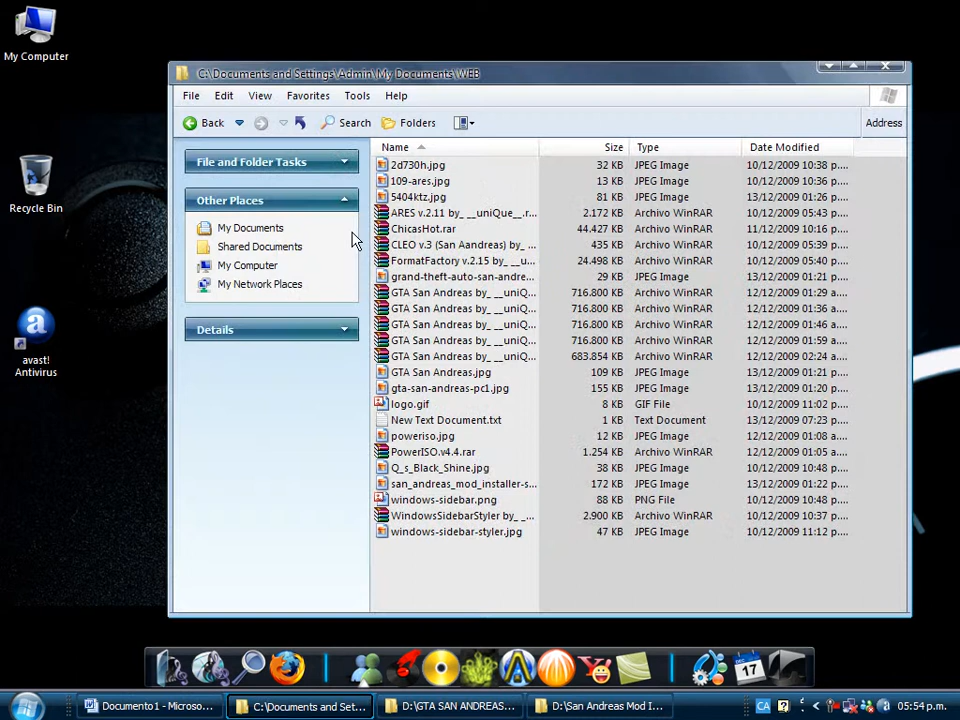 My Computer
Recycle Bin
avast!
Antivirus
C:\Documents and Settings\Admin\My Documents\WEB
File Edit View Favorites Tools Help
Back Search Folders Address
File and Folder Tasks
Other Places
My Documents
Shared Documents
My Computer
My Network Places
Details
Name Size Type Date Modified
2d730h.jpg 32 KB JPEG Image 10/12/2009 10:38 p....
109-ares.jpg 13 KB JPEG Image 10/12/2009 10:36 p....
5404ktz.jpg 81 KB JPEG Image 13/12/2009 01:26 p....
ARES v.2.11 by_ __uniQue__.r... 2.172 KB Archivo WinRAR 10/12/2009 05:43 p....
ChicasHot.rar 44.427 KB Archivo WinRAR 11/12/2009 10:16 p....
CLEO v.3 (San Aandreas) by_ ... 435 KB Archivo WinRAR 10/12/2009 05:39 p....
FormatFactory v.2.15 by_ __u... 24.498 KB Archivo WinRAR 10/12/2009 05:40 p....
grand-theft-auto-san-andre... 29 KB JPEG Image 13/12/2009 01:21 p....
GTA San Andreas by_ __uniQ... 716.800 KB Archivo WinRAR 12/12/2009 01:29 a....
GTA San Andreas by_ __uniQ... 716.800 KB Archivo WinRAR 12/12/2009 01:36 a....
GTA San Andreas by_ __uniQ... 716.800 KB Archivo WinRAR 12/12/2009 01:46 a....
GTA San Andreas by_ __uniQ... 716.800 KB Archivo WinRAR 12/12/2009 01:59 a....
GTA San Andreas by_ __uniQ... 683.854 KB Archivo WinRAR 12/12/2009 02:24 a....
GTA San Andreas.jpg 109 KB JPEG Image 13/12/2009 01:21 p....
gta-san-andreas-pc1.jpg 155 KB JPEG Image 13/12/2009 01:20 p....
logo.gif 8 KB GIF File 10/12/2009 11:02 p....
New Text Document.txt 1 KB Text Document 13/12/2009 07:23 p....
poweriso.jpg 12 KB JPEG Image 12/12/2009 01:08 a....
PowerISO.v4.4.rar 1.254 KB Archivo WinRAR 12/12/2009 01:05 a....
Q_s_Black_Shine.jpg 38 KB JPEG Image 10/12/2009 10:48 p....
san_andreas_mod_installer-s... 172 KB JPEG Image 13/12/2009 01:22 p....
windows-sidebar.png 88 KB PNG File 10/12/2009 10:48 p....
WindowsSidebarStyler by_ __... 2.900 KB Archivo WinRAR 10/12/2009 10:37 p....
windows-sidebar-styler.jpg 47 KB JPEG Image 10/12/2009 11:12 p....
DEC 17
Documento1 - Microso... C:\Documents and Set... D:\GTA SAN ANDREAS... D:\San Andreas Mod I... CA 05:54 p.m.